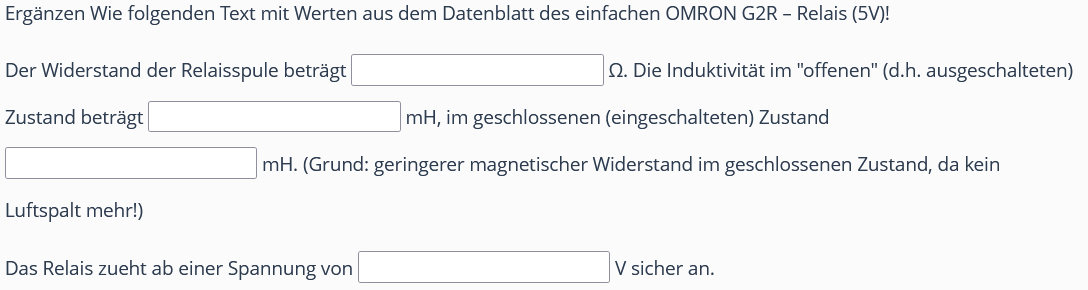 Ergänzen Wie folgenden Text mit Werten aus dem Datenblatt des einfachen OMRON G2R – Relais (5V)!
Der Widerstand der Relaisspule beträgt Ω. Die Induktivität im "offenen" (d.h. ausgeschalteten)
Zustand beträgt mH, im geschlossenen (eingeschalteten) Zustand
mH. (Grund: geringerer magnetischer Widerstand im geschlossenen Zustand, da kein
Luftspalt mehr!)
Das Relais zueht ab einer Spannung von V sicher an.